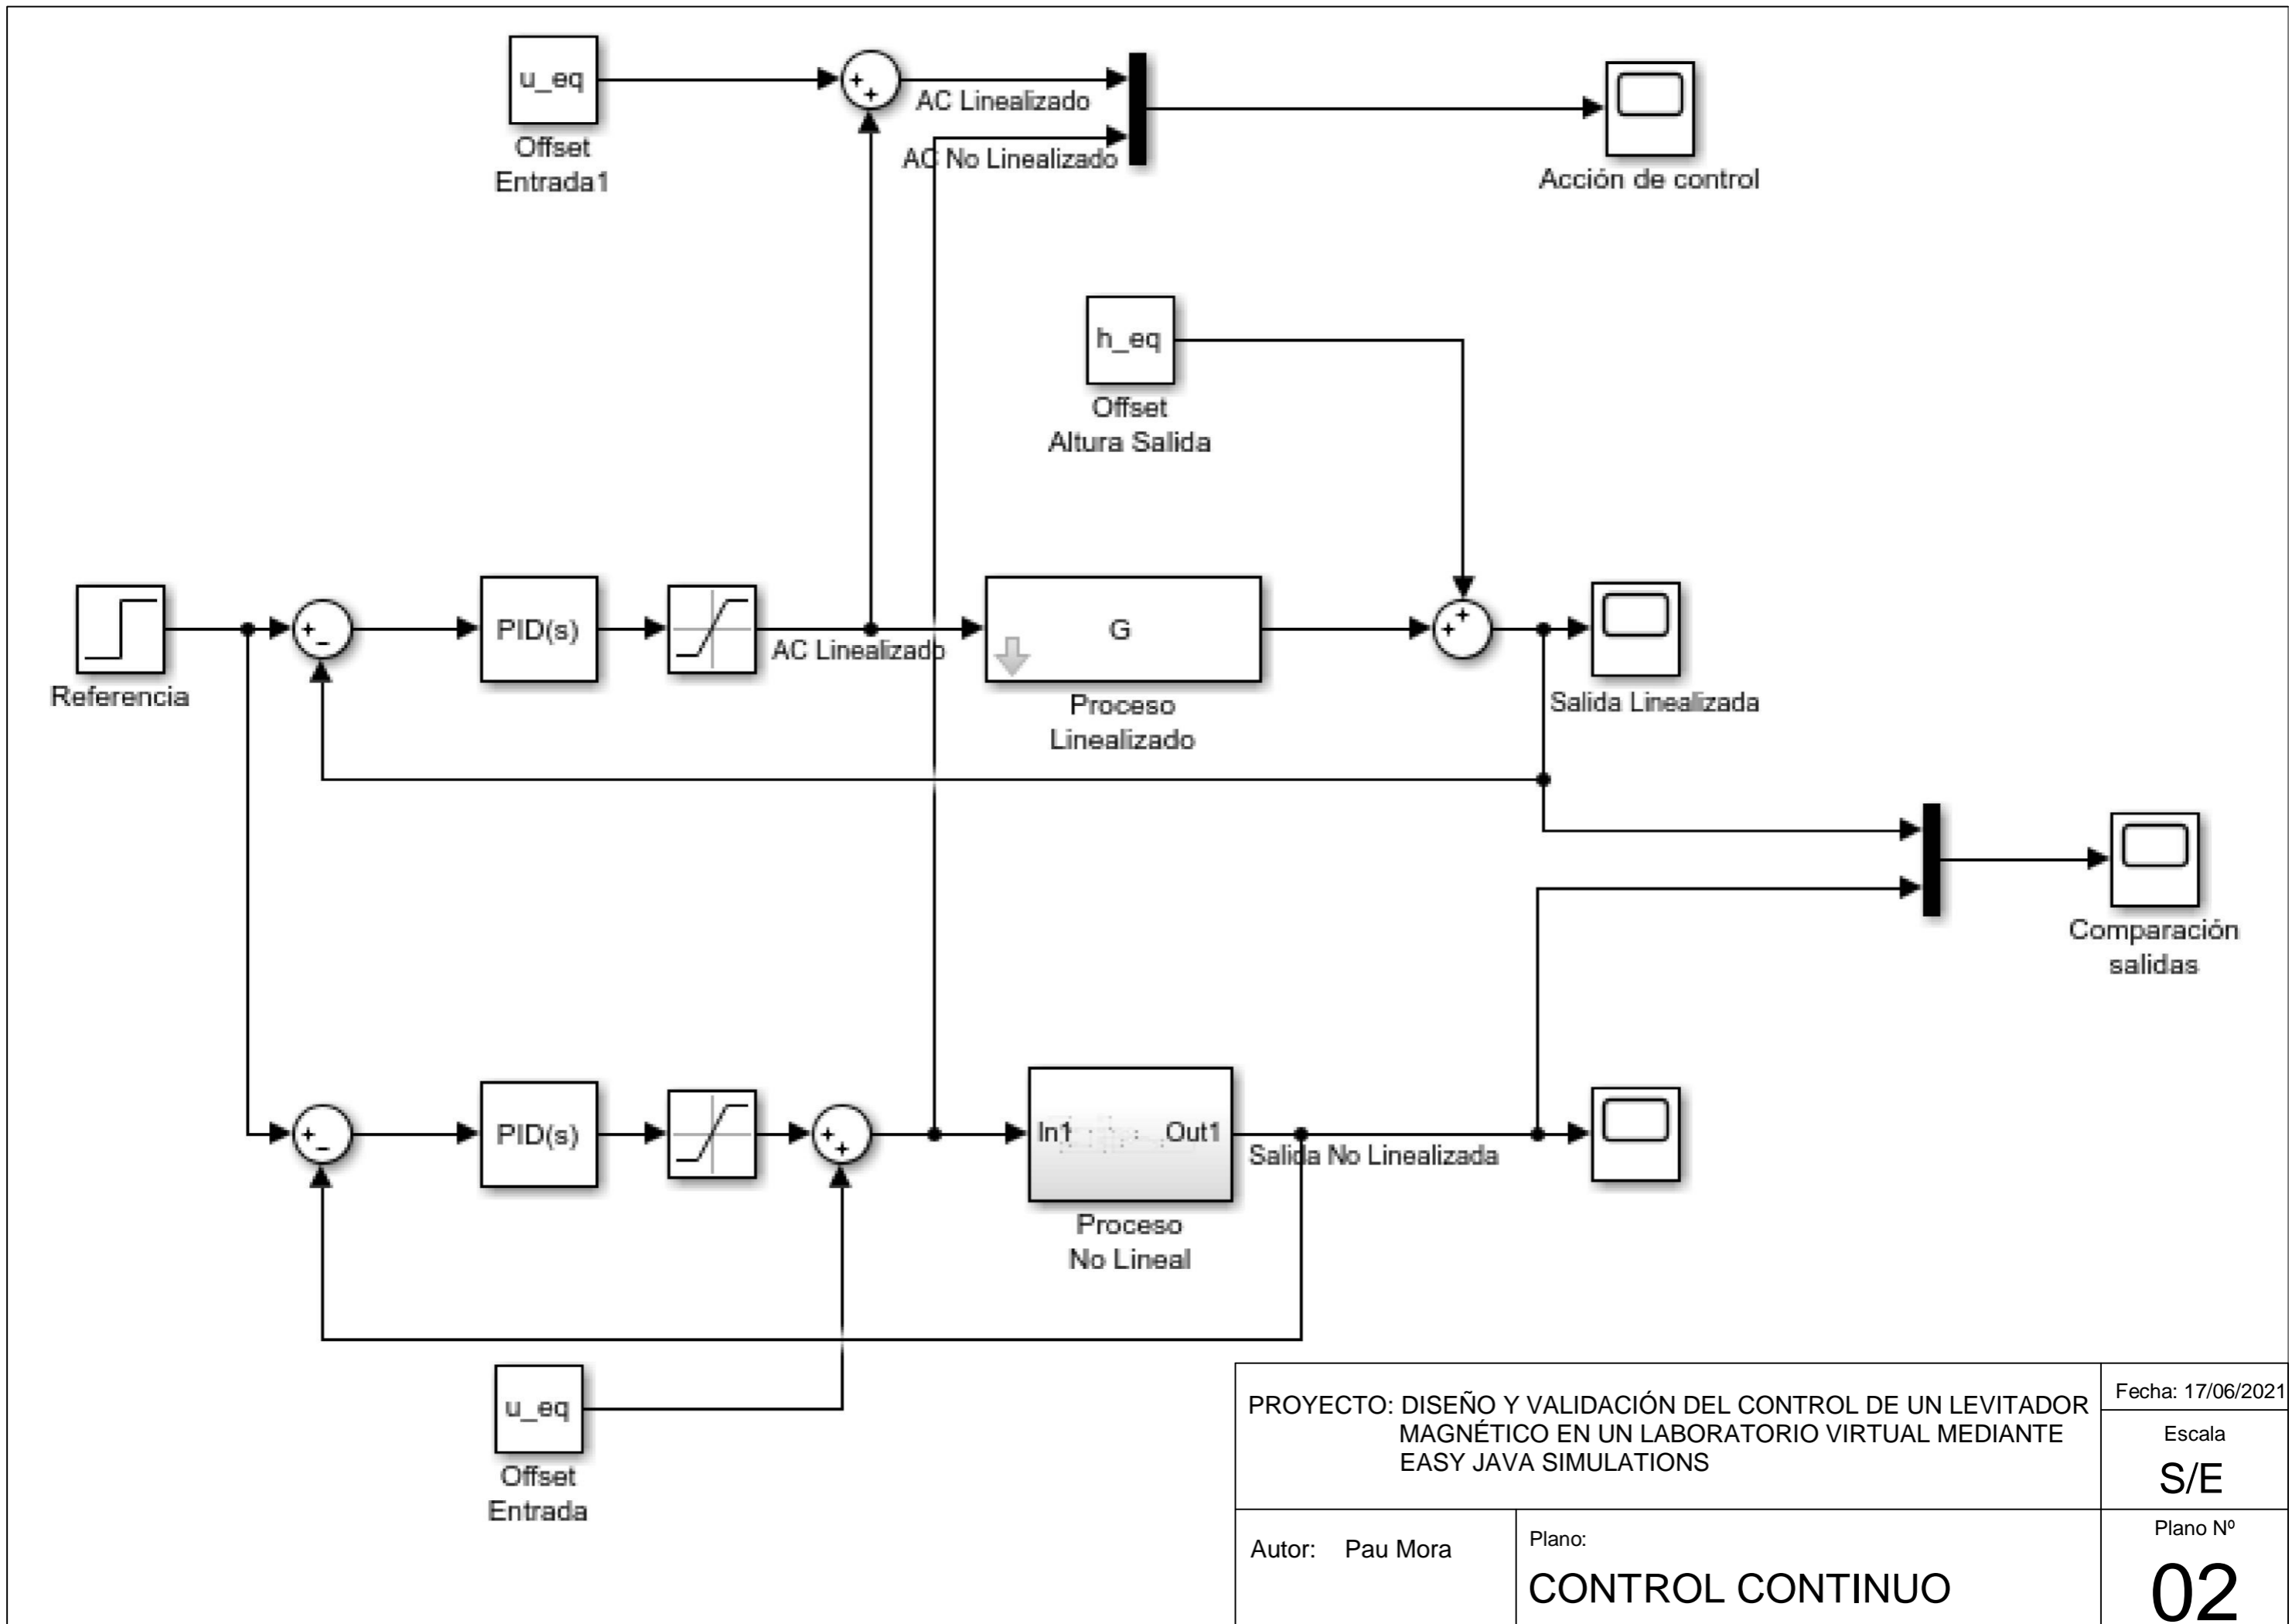 u_eq
Offset
Entrada1
+
+
AC Linealizado
AC No Linealizado
Acción de control
h_eq
Offset
Altura Salida
Referencia
+
-
PID(s)
AC Linealizado
G
Proceso
Linealizado
+
+
Salida Linealizada
Comparación
salidas
+
-
PID(s)
+
+
In1
Out1
Proceso
No Lineal
Salida No Linealizada
u_eq
Offset
Entrada
PROYECTO: DISEÑO Y VALIDACIÓN DEL CONTROL DE UN LEVITADOR
MAGNÉTICO EN UN LABORATORIO VIRTUAL MEDIANTE
EASY JAVA SIMULATIONS
Fecha: 17/06/2021
Escala
S/E
Autor: Pau Mora
Plano:
CONTROL CONTINUO
Plano Nº
02